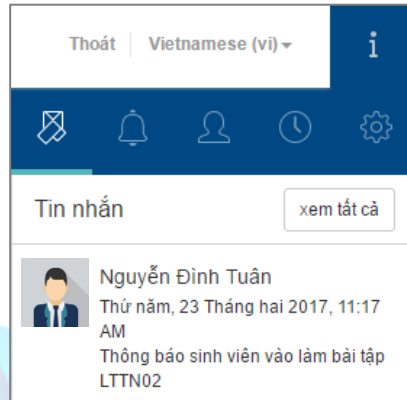 Thoát Vietnamese (vi)
i
Tin nhắn xem tất cả
Nguyễn Đình Tuân
Thứ năm, 23 Tháng hai 2017, 11:17
AM
Thông báo sinh viên vào làm bài tập
LTTN02